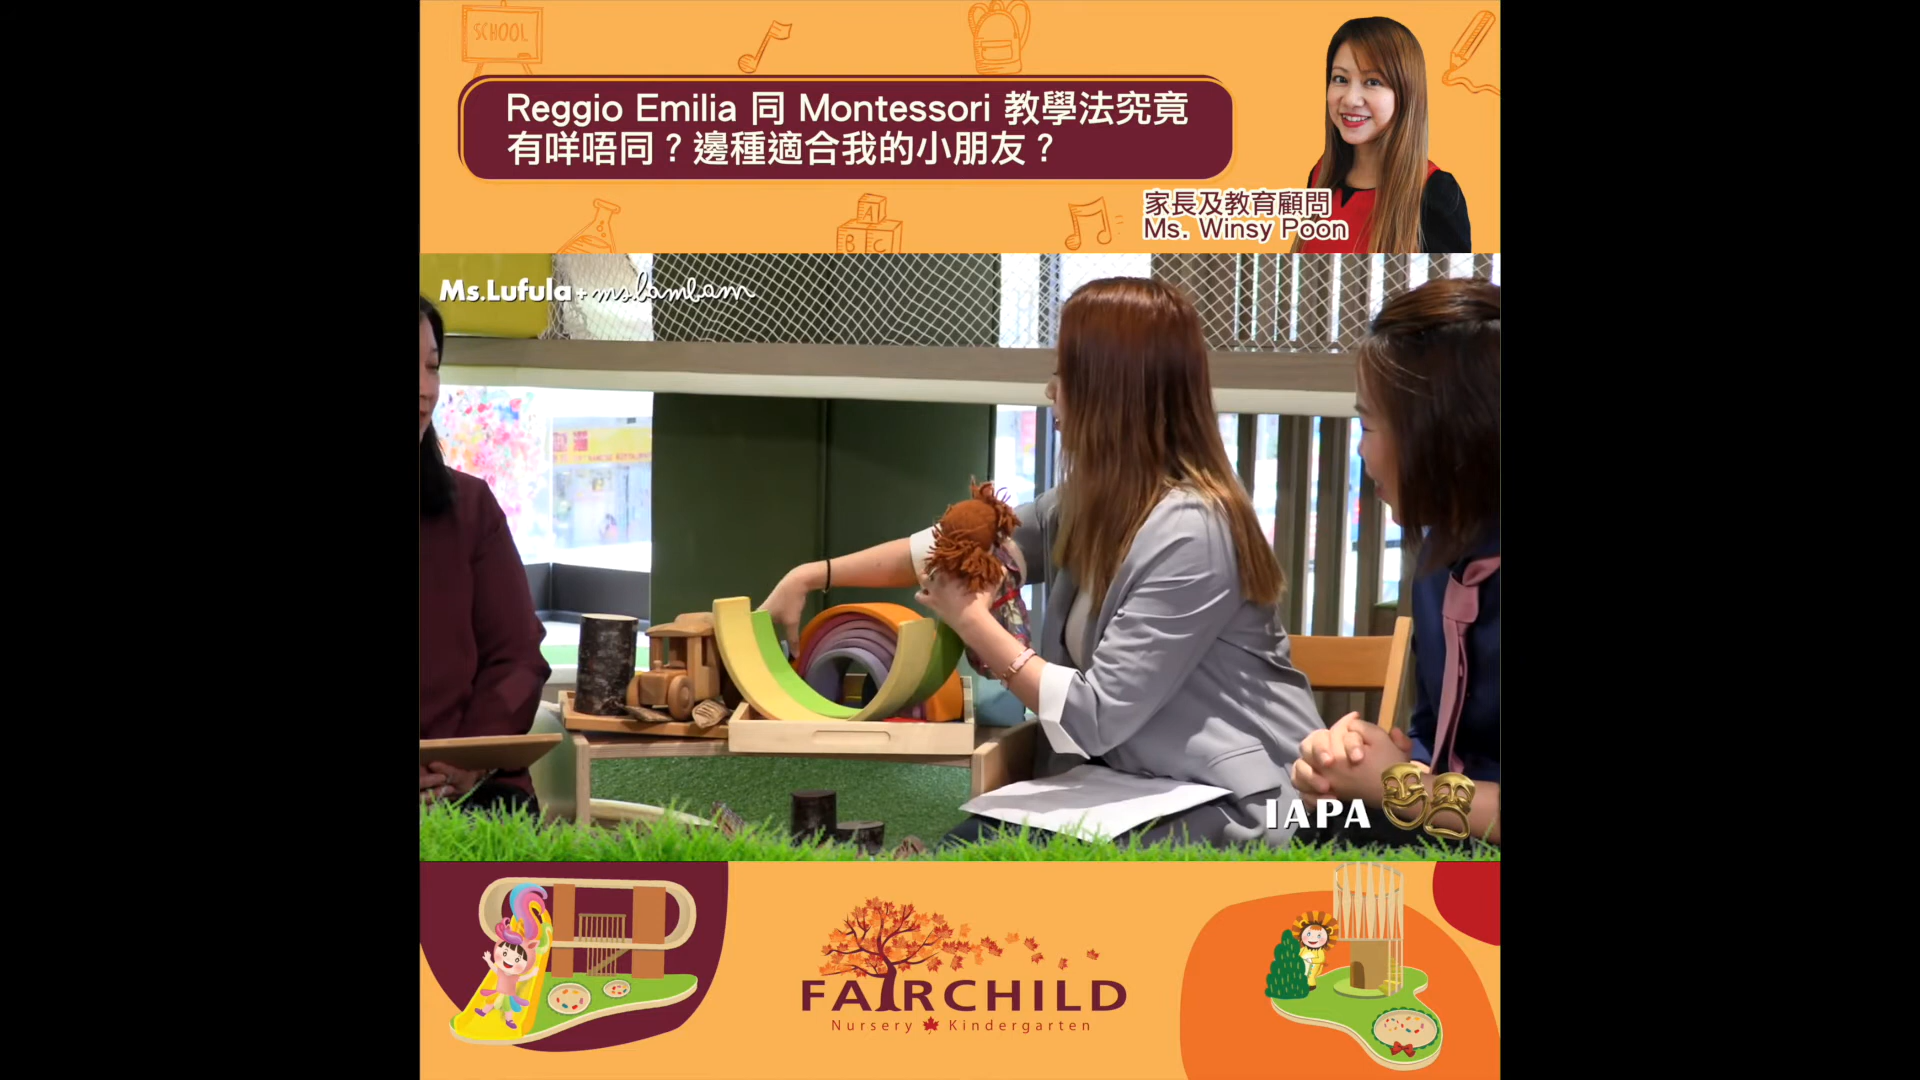 SCHOOL
Reggio Emilia 同 Montessori 教學法究竟
有咩唔同？邊種適合我的小朋友？
A
B C
家長及教育顧問
Ms. Winsy Poon
Ms.Lufula + ms.bambam
IAPA
FAIRCHILD
Nursery Kindergarten